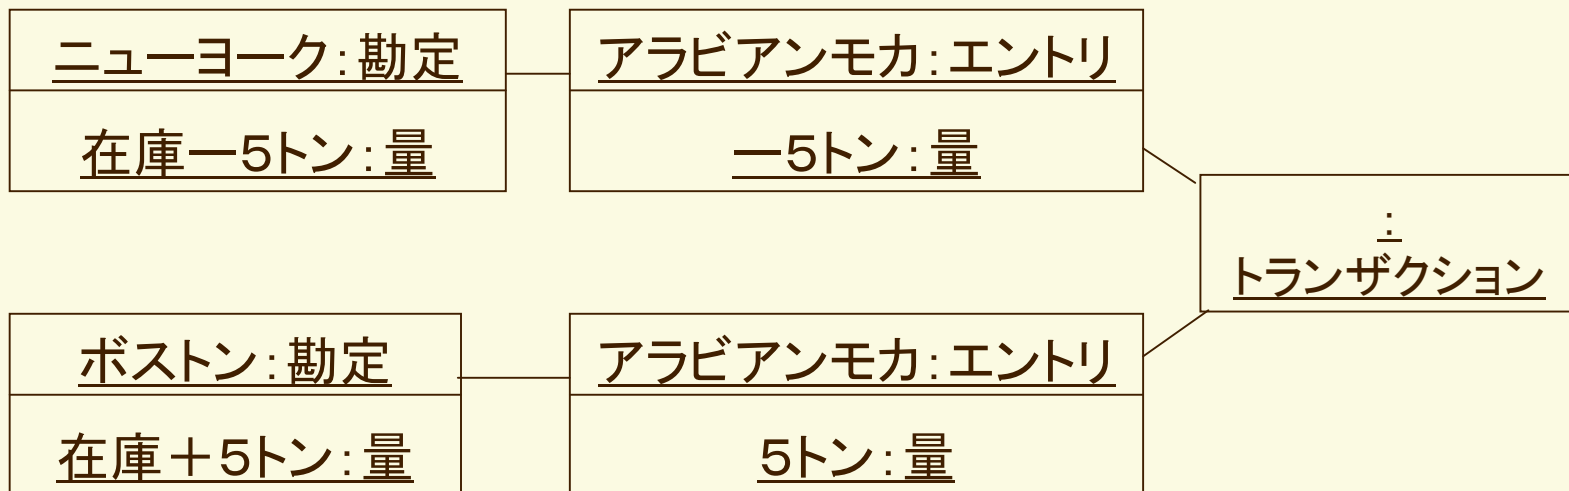 ニューヨーク:勘定
アラビアンモカ:エントリ
在庫ー5トン:量
ー5トン:量
:
トランザクション
ボストン:勘定
アラビアンモカ:エントリ
在庫+5トン:量
5トン:量